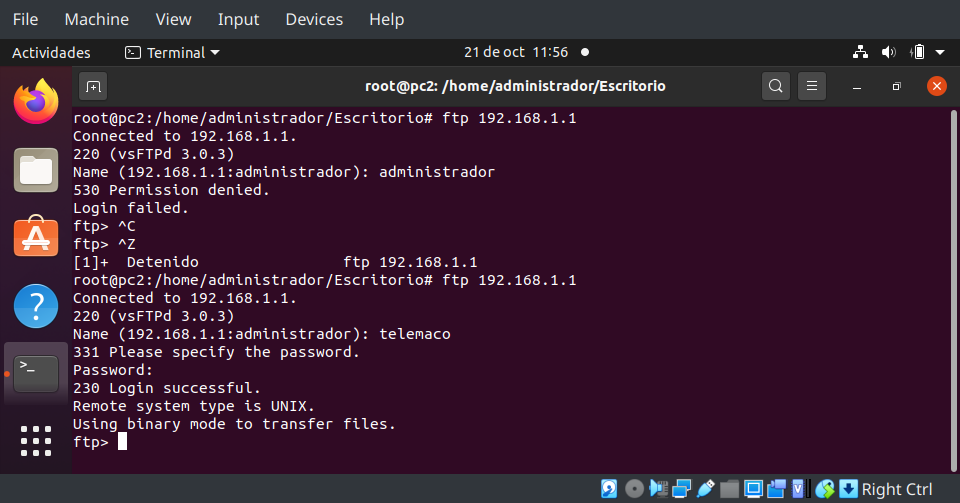 File Machine View Input Devices Help
Actividades Terminal 21 de oct 11:56
root@pc2: /home/administrador/Escritorio
root@pc2:/home/administrador/Escritorio# ftp 192.168.1.1
Connected to 192.168.1.1.
220 (vsFTPd 3.0.3)
Name (192.168.1.1:administrador): administrador
530 Permission denied.
Login failed.
ftp> ^C
ftp> ^Z
[1]+  Detenido                ftp 192.168.1.1
root@pc2:/home/administrador/Escritorio# ftp 192.168.1.1
Connected to 192.168.1.1.
220 (vsFTPd 3.0.3)
Name (192.168.1.1:administrador): telemaco
331 Please specify the password.
Password:
230 Login successful.
Remote system type is UNIX.
Using binary mode to transfer files.
ftp>
Right Ctrl